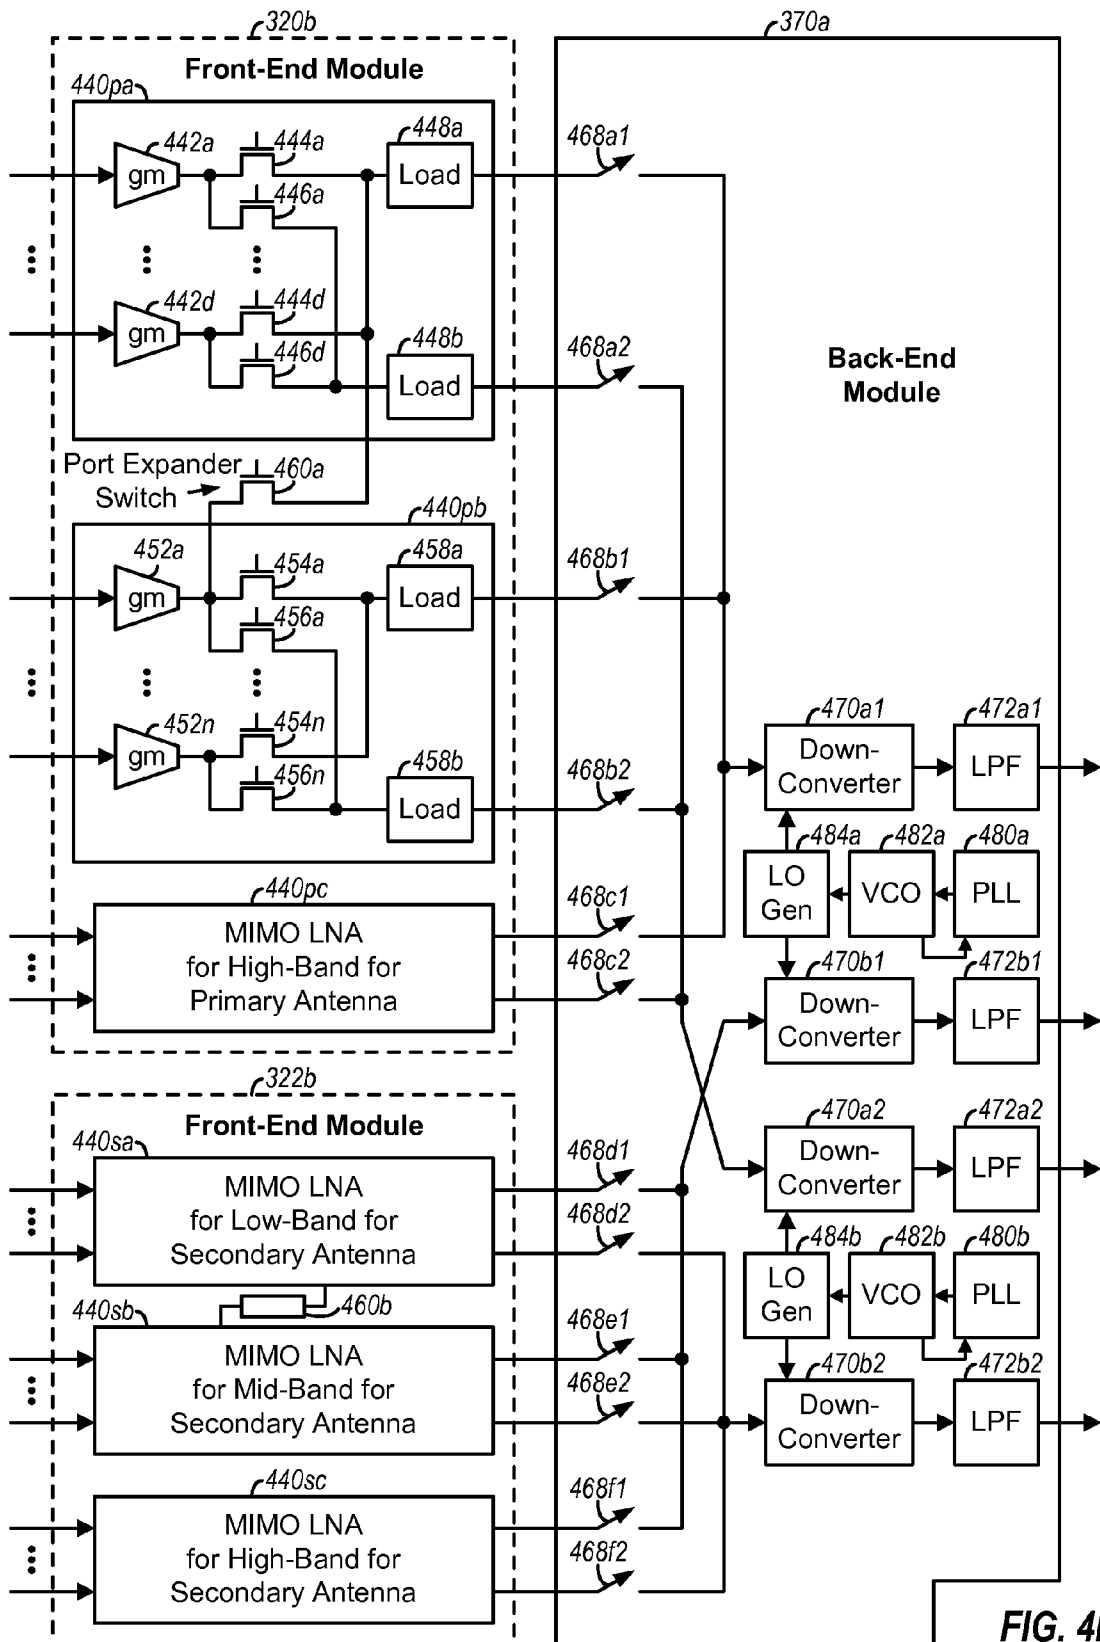 320b
370a
Front-End Module
440pa
442a
444a
448a
468a1
gm
Load
446a
442d
444d
448b
468a2
gm
446d
Load
Back-End
Module
Port Expander
Switch
460a
440pb
452a
454a
458a
468b1
gm
Load
456a
452n
454n
458b
468b2
gm
456n
Load
470a1
472a1
Down-
Converter
LPF
484a
482a
480a
LO
Gen
VCO
PLL
440pc
468c1
MIMO LNA
for High-Band for
Primary Antenna
468c2
470b1
472b1
Down-
Converter
LPF
322b
Front-End Module
470a2
472a2
Down-
Converter
LPF
440sa
468d1
MIMO LNA
for Low-Band for
Secondary Antenna
468d2
484b
482b
480b
LO
Gen
VCO
PLL
460b
440sb
468e1
MIMO LNA
for Mid-Band for
Secondary Antenna
468e2
470b2
472b2
Down-
Converter
LPF
440sc
468f1
MIMO LNA
for High-Band for
Secondary Antenna
468f2
FIG.